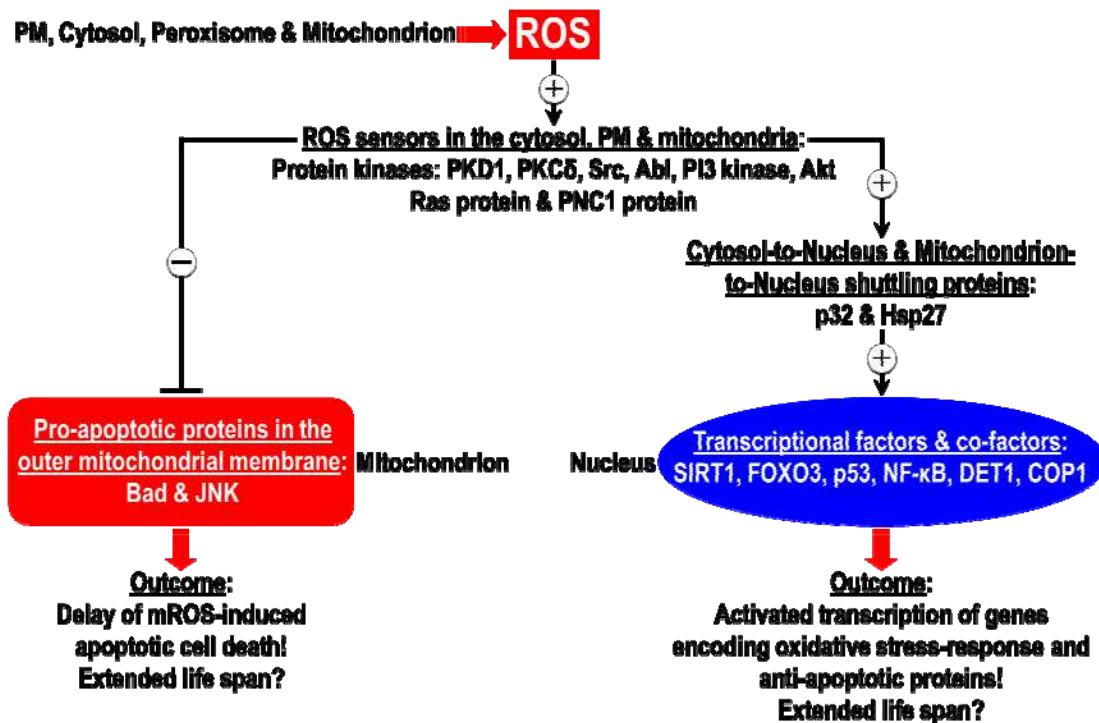 PM, Cytosol, Peroxisome & Mitochondrion
ROS
+
ROS sensors in the cytosol, PM & mitochondria:
Protein kinases: PKD1, PKCδ, Src, Abl, PI3 kinase, Akt
Ras protein & PNC1 protein
+
−
Cytosol-to-Nucleus & Mitochondrion-
to-Nucleus shuttling proteins:
p32 & Hsp27
+
Pro-apoptotic proteins in the
outer mitochondrial membrane:
Bad & JNK
Mitochondrion
Nucleus
Transcriptional factors & co-factors:
SIRT1, FOXO3, p53, NF-κB, DET1, COP1
Outcome:
Delay of mROS-induced
apoptotic cell death!
Extended life span?
Outcome:
Activated transcription of genes
encoding oxidative stress-response and
anti-apoptotic proteins!
Extended life span?